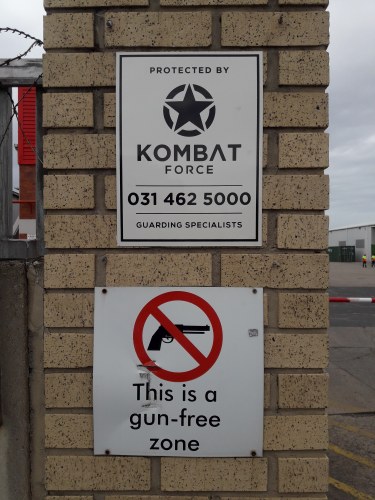 PROTECTED BY
KOMBAT
FORCE
031 462 5000
GUARDING SPECIALISTS
This is a
gun-free
zone